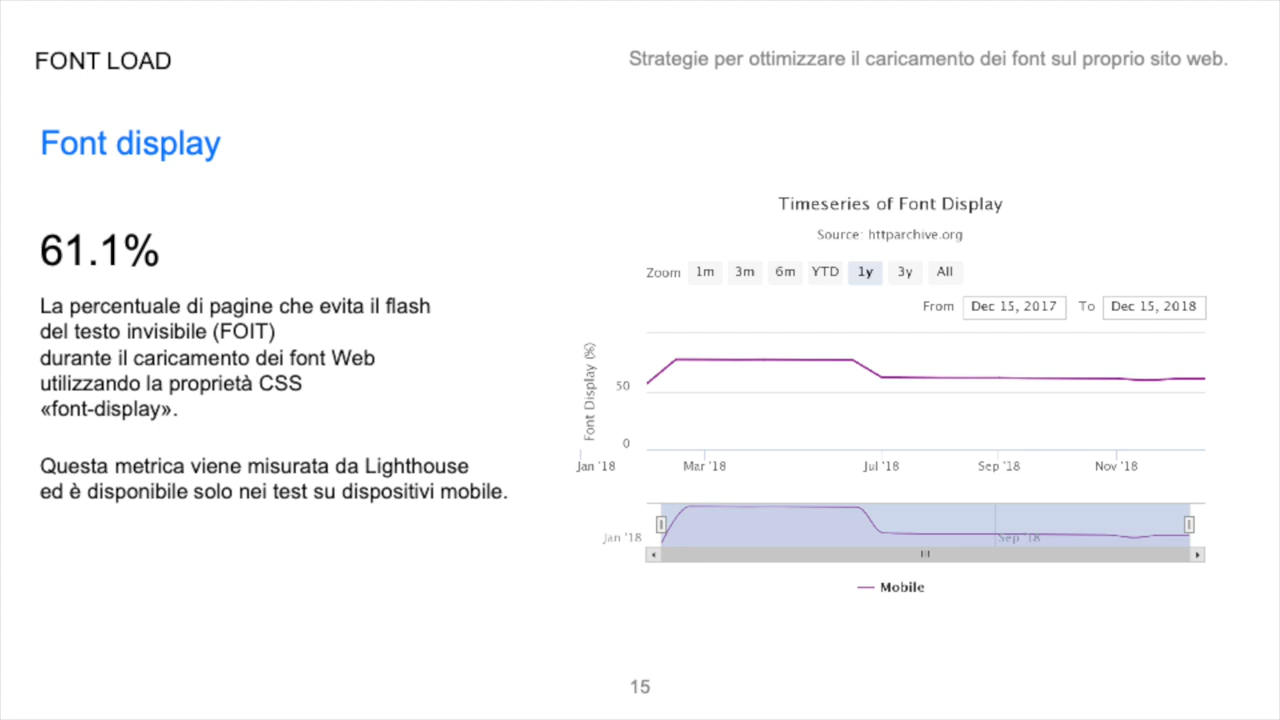 FONT LOAD
Strategie per ottimizzare il caricamento dei font sul proprio sito web.
Font display
61.1%
La percentuale di pagine che evita il flash
del testo invisibile (FOIT)
durante il caricamento dei font Web
utilizzando la proprietà CSS
«font-display».
Questa metrica viene misurata da Lighthouse
ed è disponibile solo nei test su dispositivi mobile.
Timeseries of Font Display
Source: httparchive.org
Zoom 1m 3m 6m YTD 1y 3y All
From Dec 15, 2017 To Dec 15, 2018
Font Display (%)
50
0
Jan '18 Mar '18 Jul '18 Sep '18 Nov '18
Jan '18 Sep '18
Mobile
15